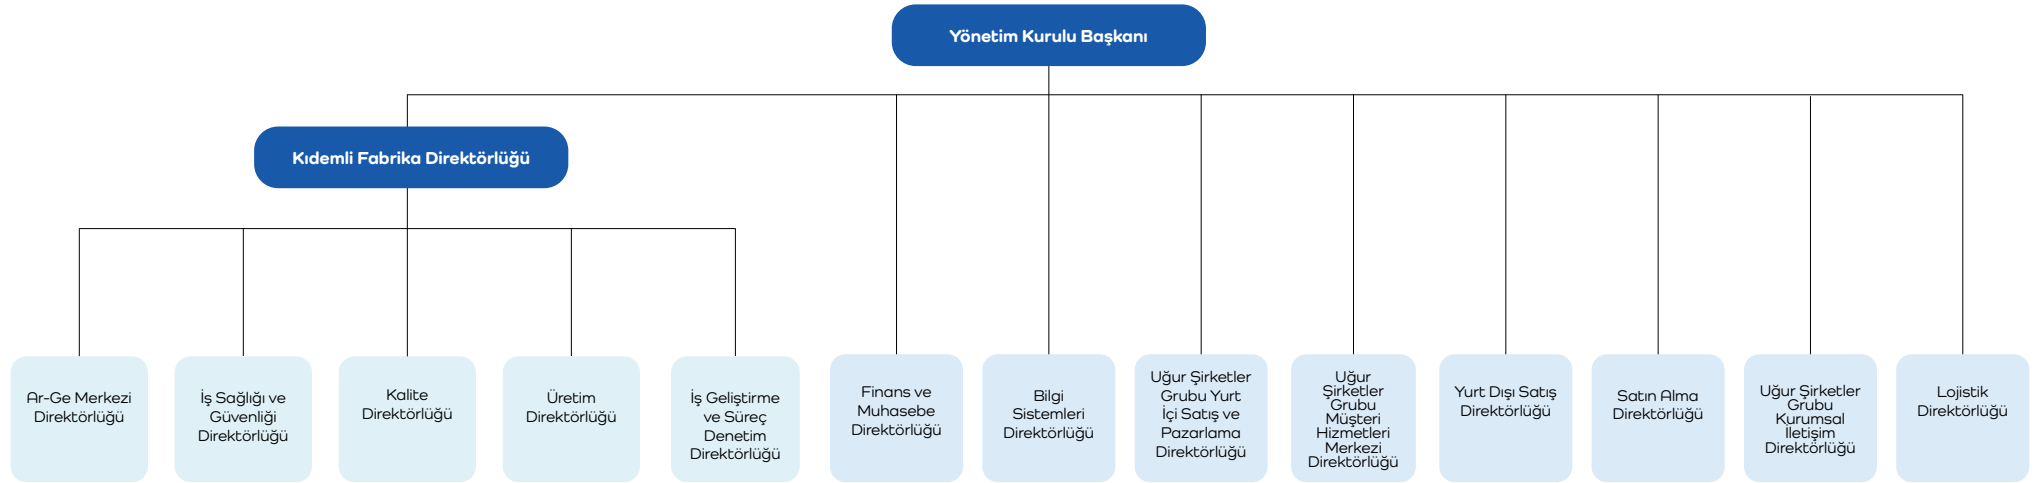 Yönetim Kurulu Başkanı
Kıdemli Fabrika Direktörlüğü
Ar-Ge Merkezi
Direktörlüğü
İş Sağlığı ve
Güvenliği
Direktörlüğü
Kalite
Direktörlüğü
Üretim
Direktörlüğü
İş Geliştirme
ve Süreç
Denetim
Direktörlüğü
Finans ve
Muhasebe
Direktörlüğü
Bilgi
Sistemleri
Direktörlüğü
Uğur Şirketler
Grubu Yurt
İçi Satış ve
Pazarlama
Direktörlüğü
Uğur
Şirketler
Grubu
Müşteri
Hizmetleri
Merkezi
Direktörlüğü
Yurt Dışı Satış
Direktörlüğü
Satın Alma
Direktörlüğü
Uğur Şirketler
Grubu
Kurumsal
İletişim
Direktörlüğü
Lojistik
Direktörlüğü